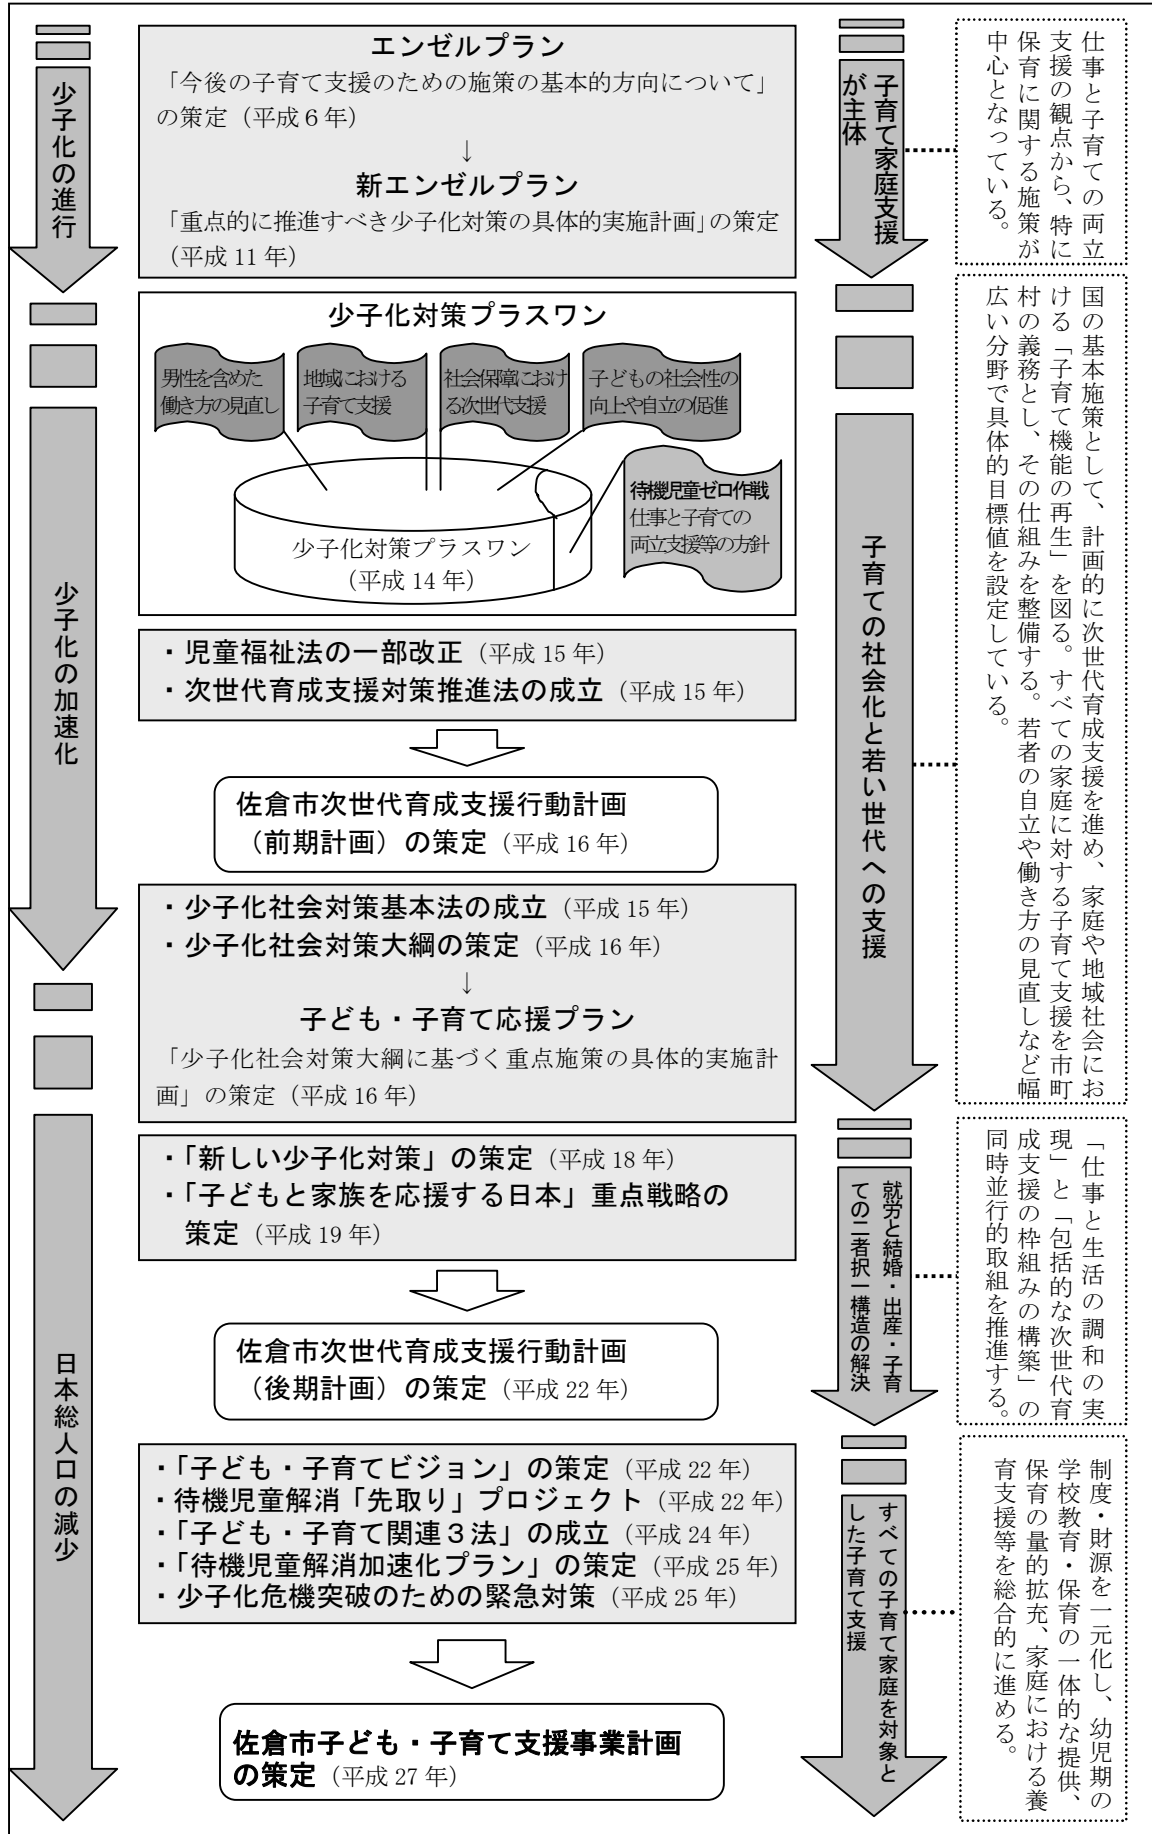 少子化の進行
少子化の加速化
日本総人口の減少
エンゼルプラン
「今後の子育て支援のための施策の基本的方向について」
の策定（平成６年）
↓
新エンゼルプラン
「重点的に推進すべき少子化対策の具体的実施計画」の策定
（平成 11 年）
少子化対策プラスワン
男性を含めた
働き方の見直し
地域における
子育て支援
社会保障におけ
る次世代支援
子どもの社会性の
向上や自立の促進
待機児童ゼロ作戦
仕事と子育ての
両立支援等の方針
少子化対策プラスワン
（平成 14 年）
・児童福祉法の一部改正（平成 15 年）
・次世代育成支援対策推進法の成立（平成 15 年）
佐倉市次世代育成支援行動計画
（前期計画）の策定（平成 16 年）
・少子化社会対策基本法の成立（平成 15 年）
・少子化社会対策大綱の策定（平成 16 年）
↓
子ども・子育て応援プラン
「少子化社会対策大綱に基づく重点施策の具体的実施計
画」の策定（平成 16 年）
・「新しい少子化対策」の策定（平成 18 年）
・「子どもと家族を応援する日本」重点戦略の
策定（平成 19 年）
佐倉市次世代育成支援行動計画
（後期計画）の策定（平成 22 年）
・「子ども・子育てビジョン」の策定（平成 22 年）
・待機児童解消「先取り」プロジェクト（平成 22 年）
・「子ども・子育て関連３法」の成立（平成 24 年）
・「待機児童解消加速化プラン」の策定（平成 25 年）
・少子化危機突破のための緊急対策（平成 25 年）
佐倉市子ども・子育て支援事業計画
の策定（平成 27 年）
子育て家庭支援
が主体
子育ての社会化と若い世代への支援
就労と結婚・出産・子育
ての二者択一構造の解決
すべての子育て家庭を対象と
した子育て支援
仕事と子育ての両立
支援の観点から、特に
保育に関する施策が
中心となっている。
国の基本施策として、計画的に次世代育成支援を進め、家庭や地域社会にお
ける「子育て機能の再生」を図る。すべての家庭に対する子育て支援を市町
村の義務とし、その仕組みを整備する。若者の自立や働き方の見直しなど幅
広い分野で具体的目標値を設定している。
「仕事と生活の調和の実
現」と「包括的な次世代育
成支援の枠組みの構築」の
同時並行的取組を推進する。
制度・財源を一元化し、幼児期の
学校教育・保育の一体的な提供、
保育の量的拡充、家庭における養
育支援等を総合的に進める。